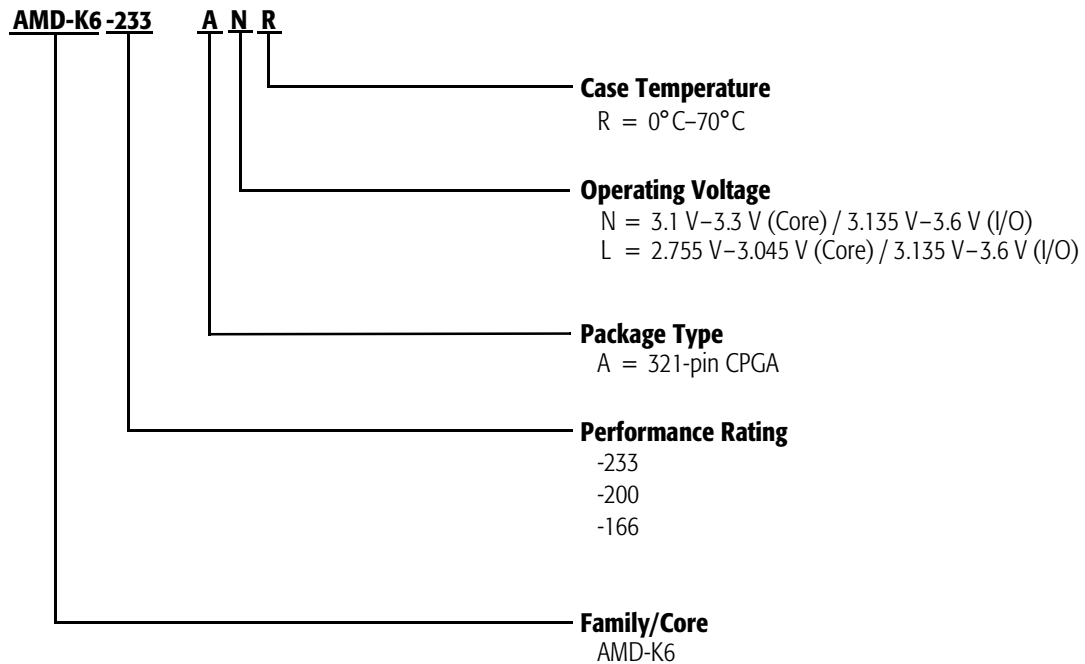 AMD-K6 -233 A N R
Case Temperature
R = 0°C–70°C
Operating Voltage
N = 3.1 V–3.3 V (Core) / 3.135 V–3.6 V (I/O)
L = 2.755 V–3.045 V (Core) / 3.135 V–3.6 V (I/O)
Package Type
A = 321-pin CPGA
Performance Rating
-233
-200
-166
Family/Core
AMD-K6